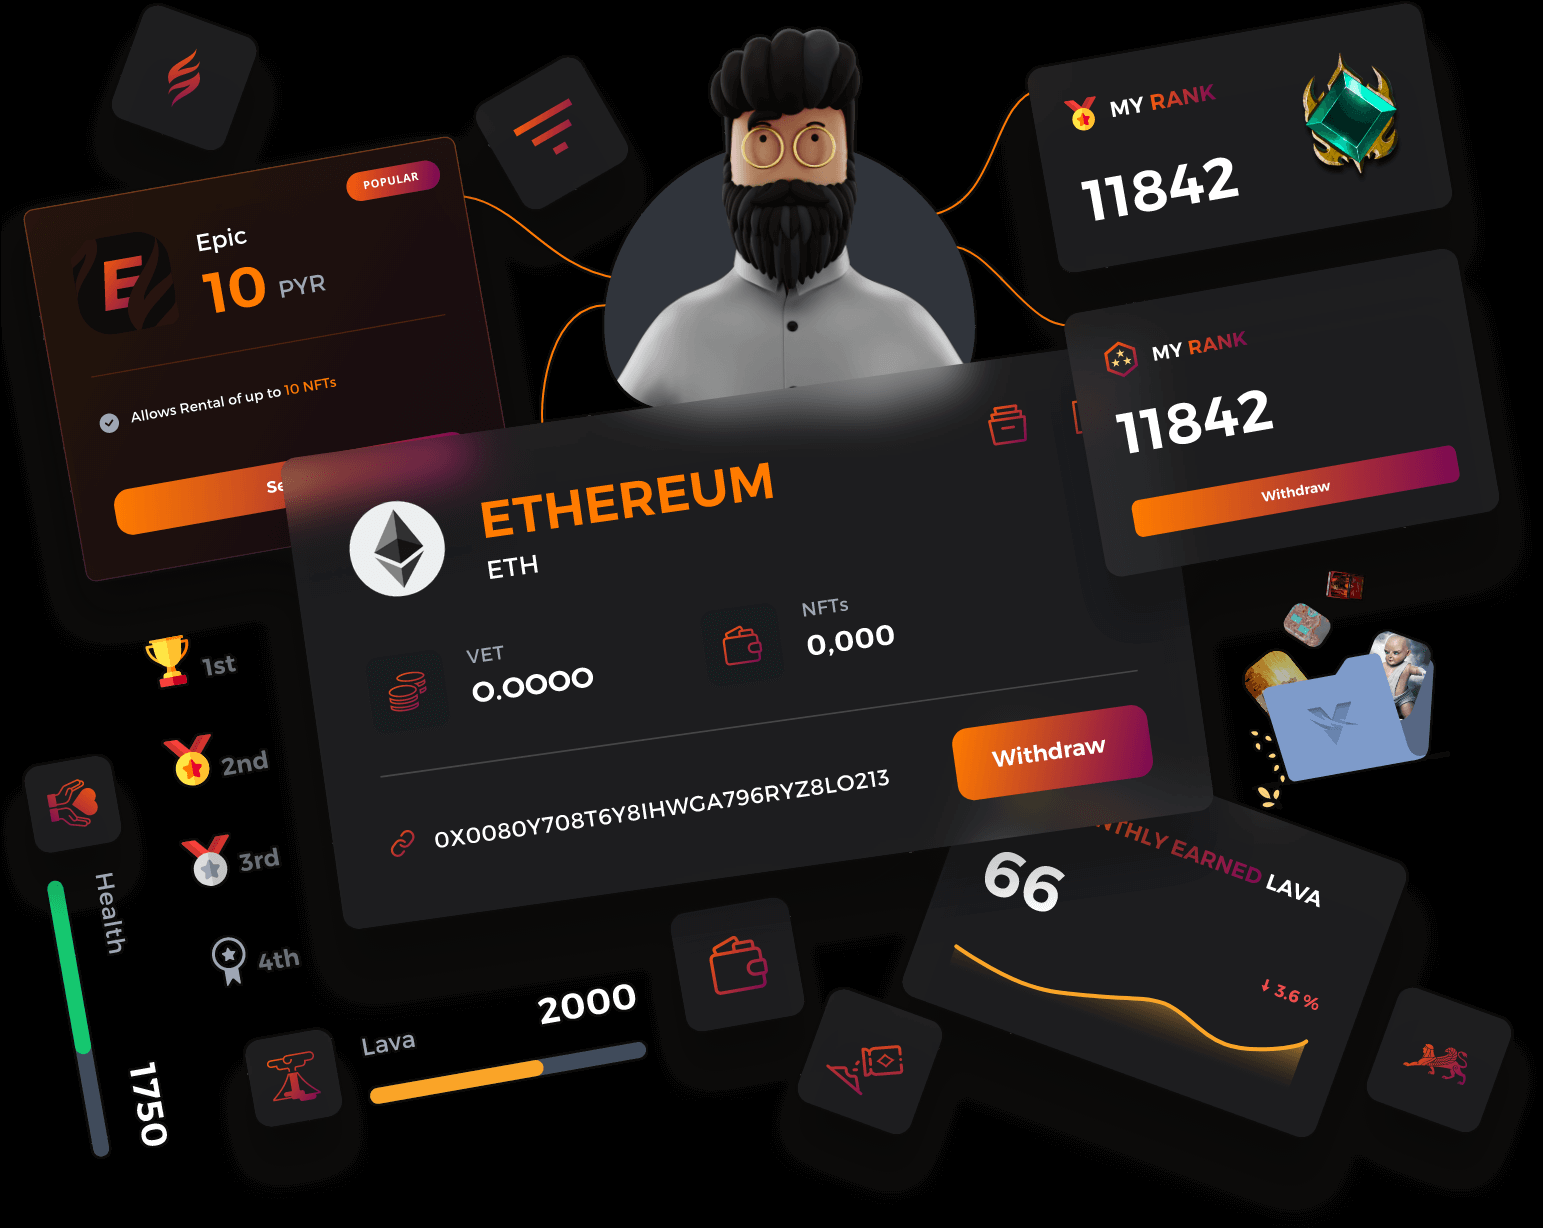 POPULAR
E
Epic
10 PYR
Allows Rental of up to 10 NFTs
MY RANK
11842
MY RANK
11842
Withdraw
ETHEREUM
ETH
VET
0.0000
NFTs
0,000
0X0080Y708T6Y8IHWGA796RYZ8LO213
Withdraw
1st
2nd
3rd
4th
Health
1750
Lava
2000
EARNED LAVA
66
↓ 3.6 %